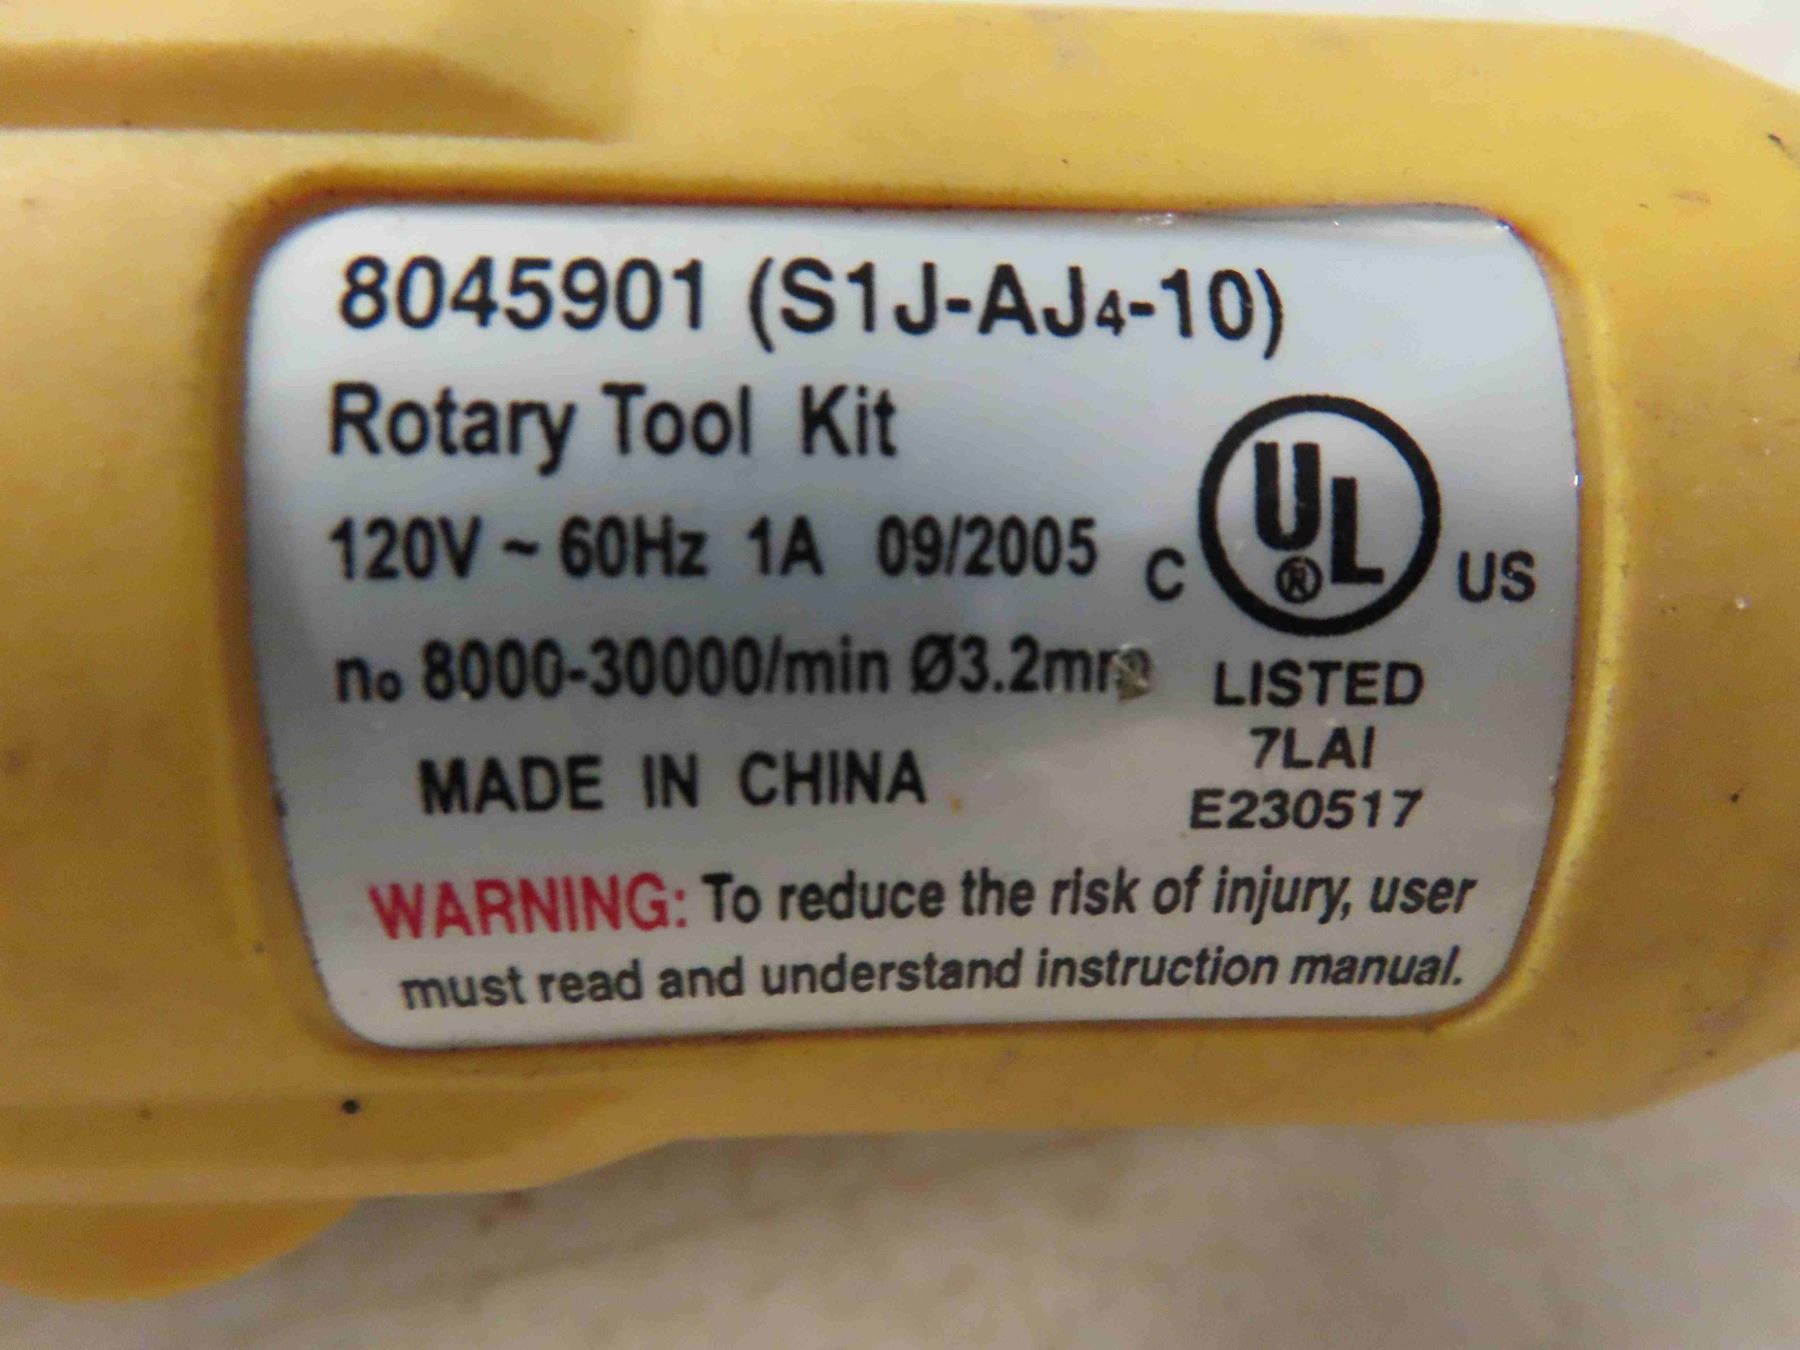 8045901 (S1J-AJ4-10)
Rotary Tool Kit
120V ~ 60Hz 1A 09/2005
n₀ 8000-30000/min Ø3.2mm
MADE IN CHINA
C UL® US
LISTED
7LAI
E230517
WARNING: To reduce the risk of injury, user
must read and understand instruction manual.